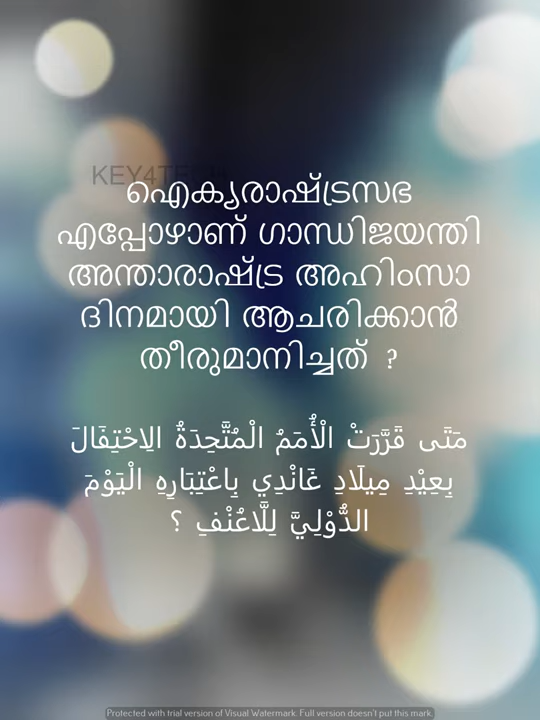 KEY4T
ഐക്യരാഷ്ട്രസഭ
എപ്പോഴാണ് ഗാന്ധിജയന്തി
അന്താരാഷ്ട്ര അഹിംസാ
ദിനമായി ആചരിക്കാൻ
തീരുമാനിച്ചത് ?
مَتَى قَرَّرَتْ الْأُمَمُ الْمُتَّحِدَةُ الِاحْتِفَالَ
بِعِيْدِ مِيلَادِ غَانْدِي بِاعْتِبَارِهِ الْيَوْمَ
الدُّوْلِيَّ لِلَّاعُنْفِ ؟
Protected with trial version of Visual Watermark. Full version doesn't put this mark.